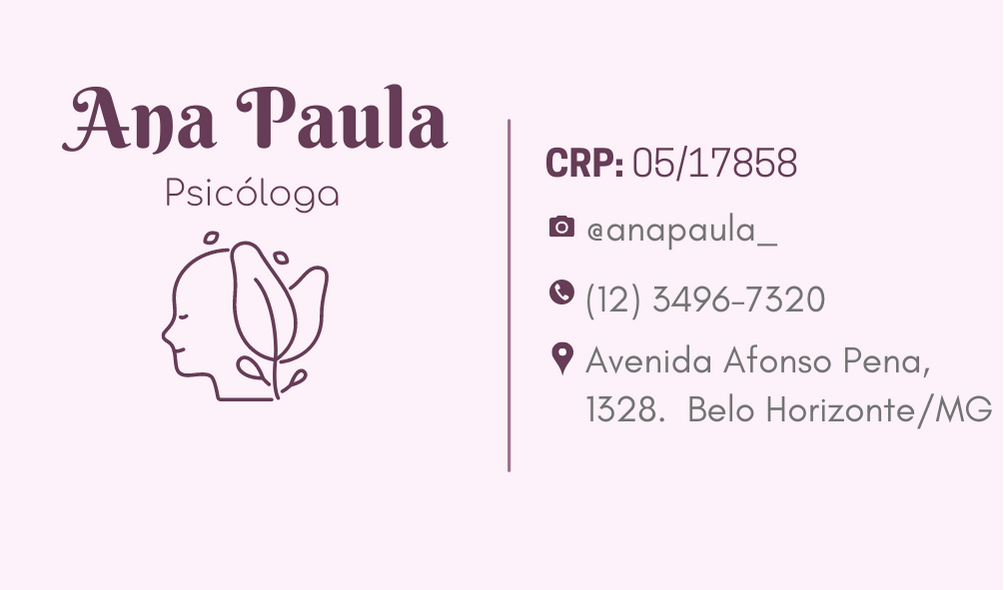 Ana Paula
Psicóloga
CRP: 05/17858
@anapaula_
(12) 3496-7320
Avenida Afonso Pena,
1328.  Belo Horizonte/MG